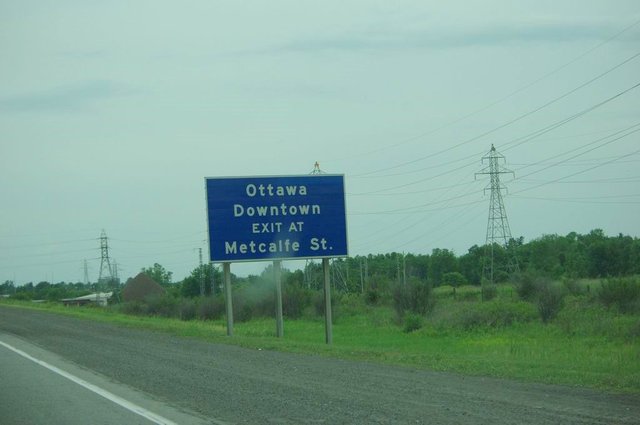 Ottawa
Downtown
EXIT AT
Metcalfe St.